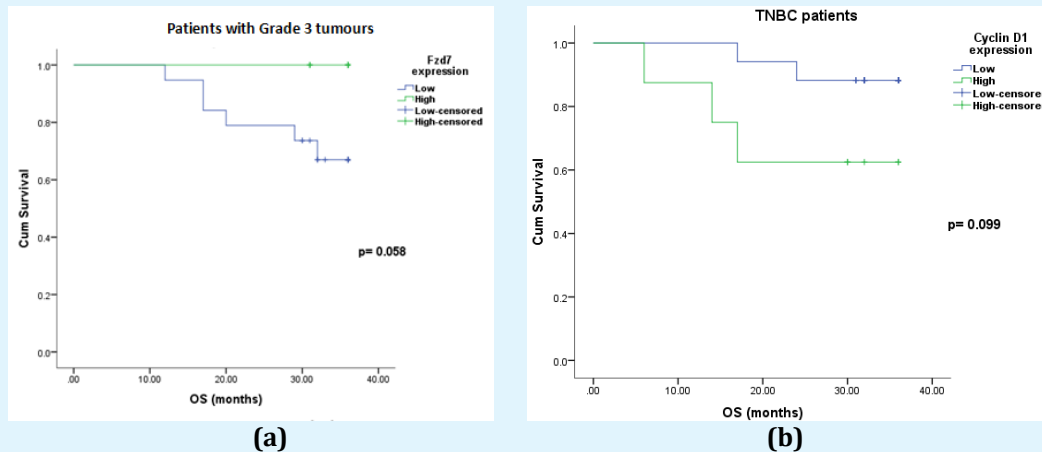 Patients with Grade 3 tumours
Fzd7
expression
Low
High
Low-censored
High-censored
Cum Survival
1.0
0.8
0.6
0.4
0.2
0.0
p= 0.058
.00
10.00
20.00
30.00
40.00
OS (months)
(a)
TNBC patients
Cyclin D1
expression
Low
High
Low-censore
High-censore
Cum Survival
1.0
0.8
0.6
0.4
0.2
0.0
p= 0.099
.00
10.00
20.00
30.00
40.00
OS (months)
(b)